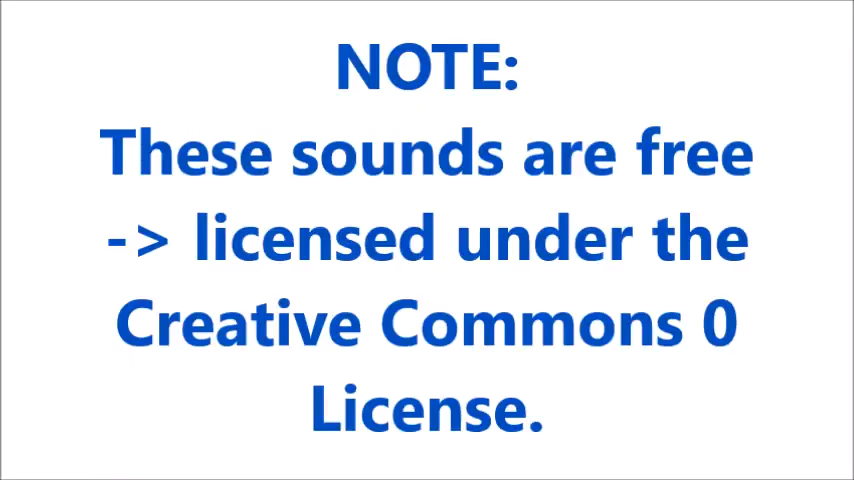 NOTE:
These sounds are free
-> licensed under the
Creative Commons 0
License.